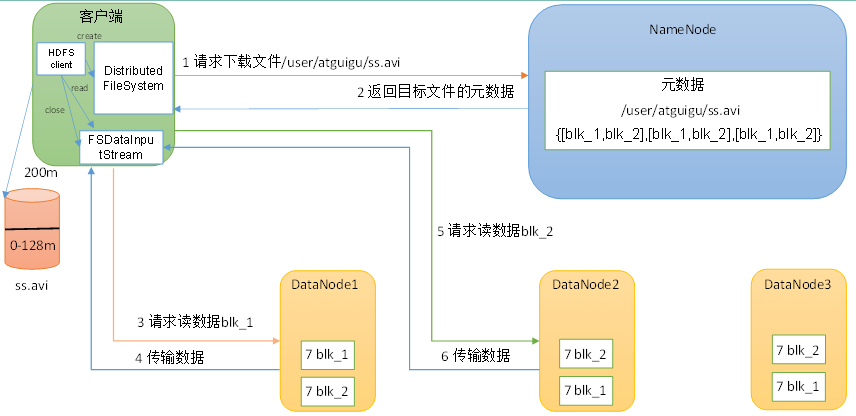 客户端
create
HDFS
client
Distributed
FileSystem
read
close
FSDataInpu
tStream
1 请求下载文件/user/atguigu/ss.avi
2 返回目标文件的元数据
NameNode
元数据
/user/atguigu/ss.avi
{[blk_1,blk_2],[blk_1,blk_2],[blk_1,blk_2]}
200m
0-128m
ss.avi
5 请求读数据blk_2
3 请求读数据blk_1
4 传输数据
6 传输数据
DataNode1
7 blk_1
7 blk_2
DataNode2
7 blk_2
7 blk_1
DataNode3
7 blk_2
7 blk_1